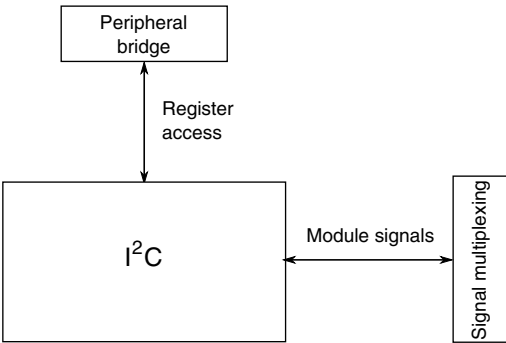 Peripheral
bridge
Register
access
Module signals
I²C
Signal multiplexing